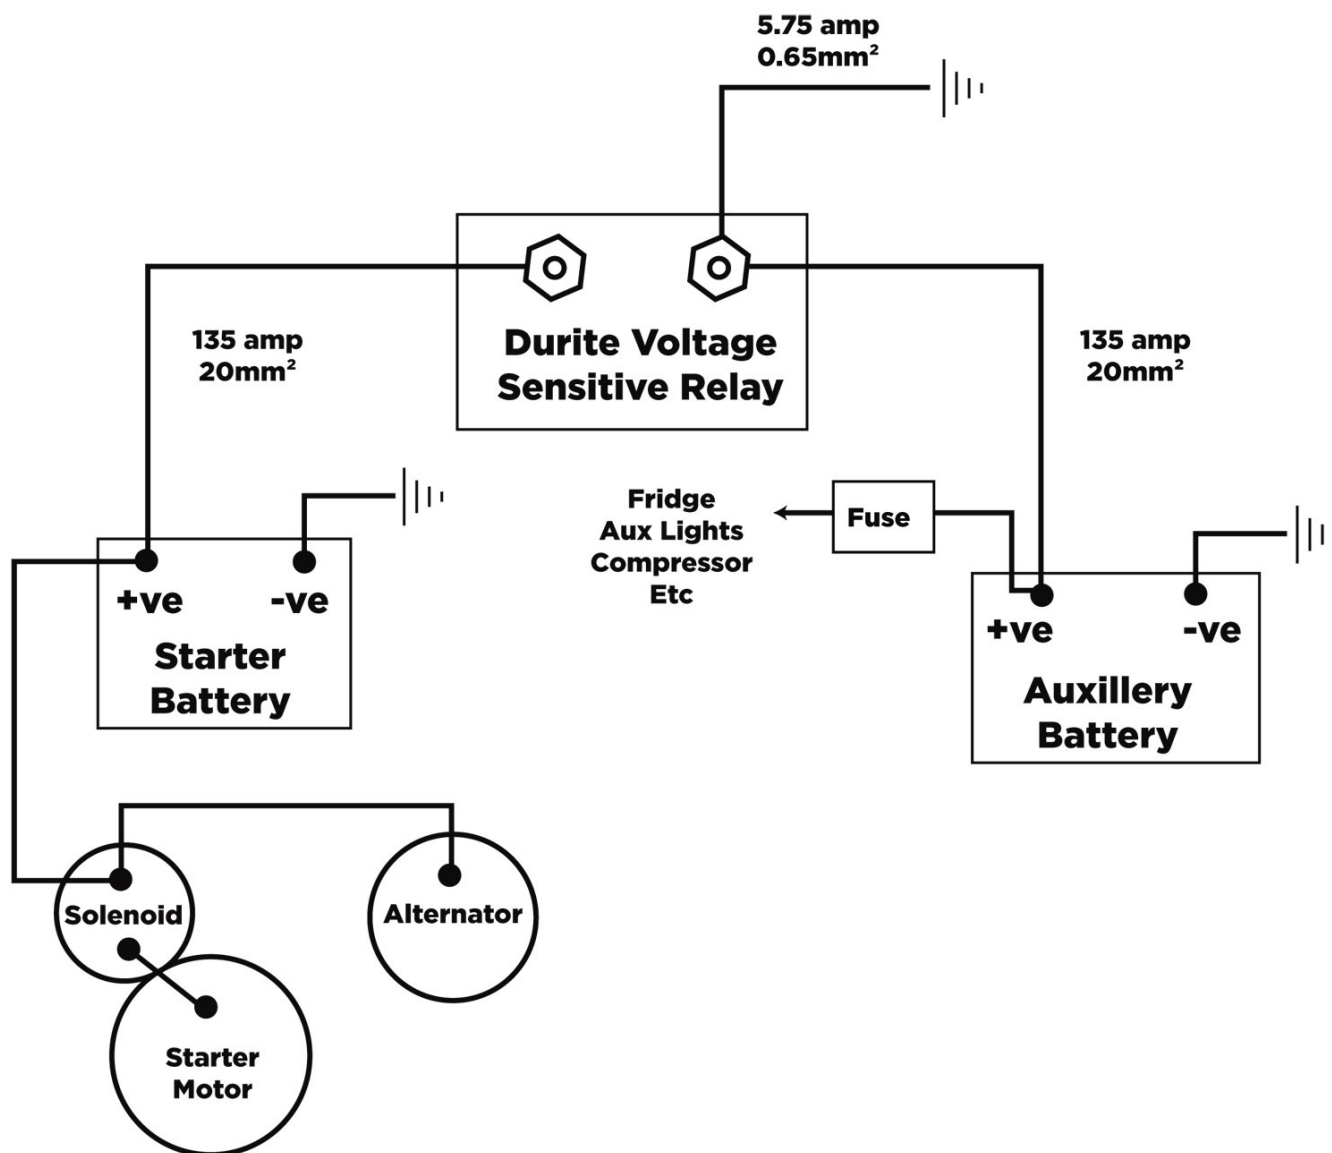 5.75 amp
0.65mm²
Durite Voltage
Sensitive Relay
135 amp
20mm²
135 amp
20mm²
Fridge
Aux Lights
Compressor
Etc
Fuse
+ve -ve
Starter
Battery
+ve -ve
Auxillery
Battery
Solenoid
Alternator
Starter
Motor